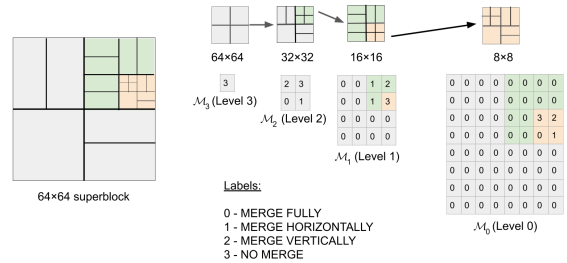 64×64
32×32
16×16
8×8
3
M₃ (Level 3)
2 3
0 1
M₂ (Level 2)
0 0 1 2
0 0 1 3
0 0 0 0
0 0 0 0
M₁ (Level 1)
0 0 0 0 0 0 0 0
0 0 0 0 0 0 0 0
0 0 0 0 0 0 3 2
0 0 0 0 0 0 0 1
0 0 0 0 0 0 0 0
0 0 0 0 0 0 0 0
0 0 0 0 0 0 0 0
0 0 0 0 0 0 0 0
M₀ (Level 0)
64×64 superblock
Labels:
0 - MERGE FULLY
1 - MERGE HORIZONTALLY
2 - MERGE VERTICALLY
3 - NO MERGE